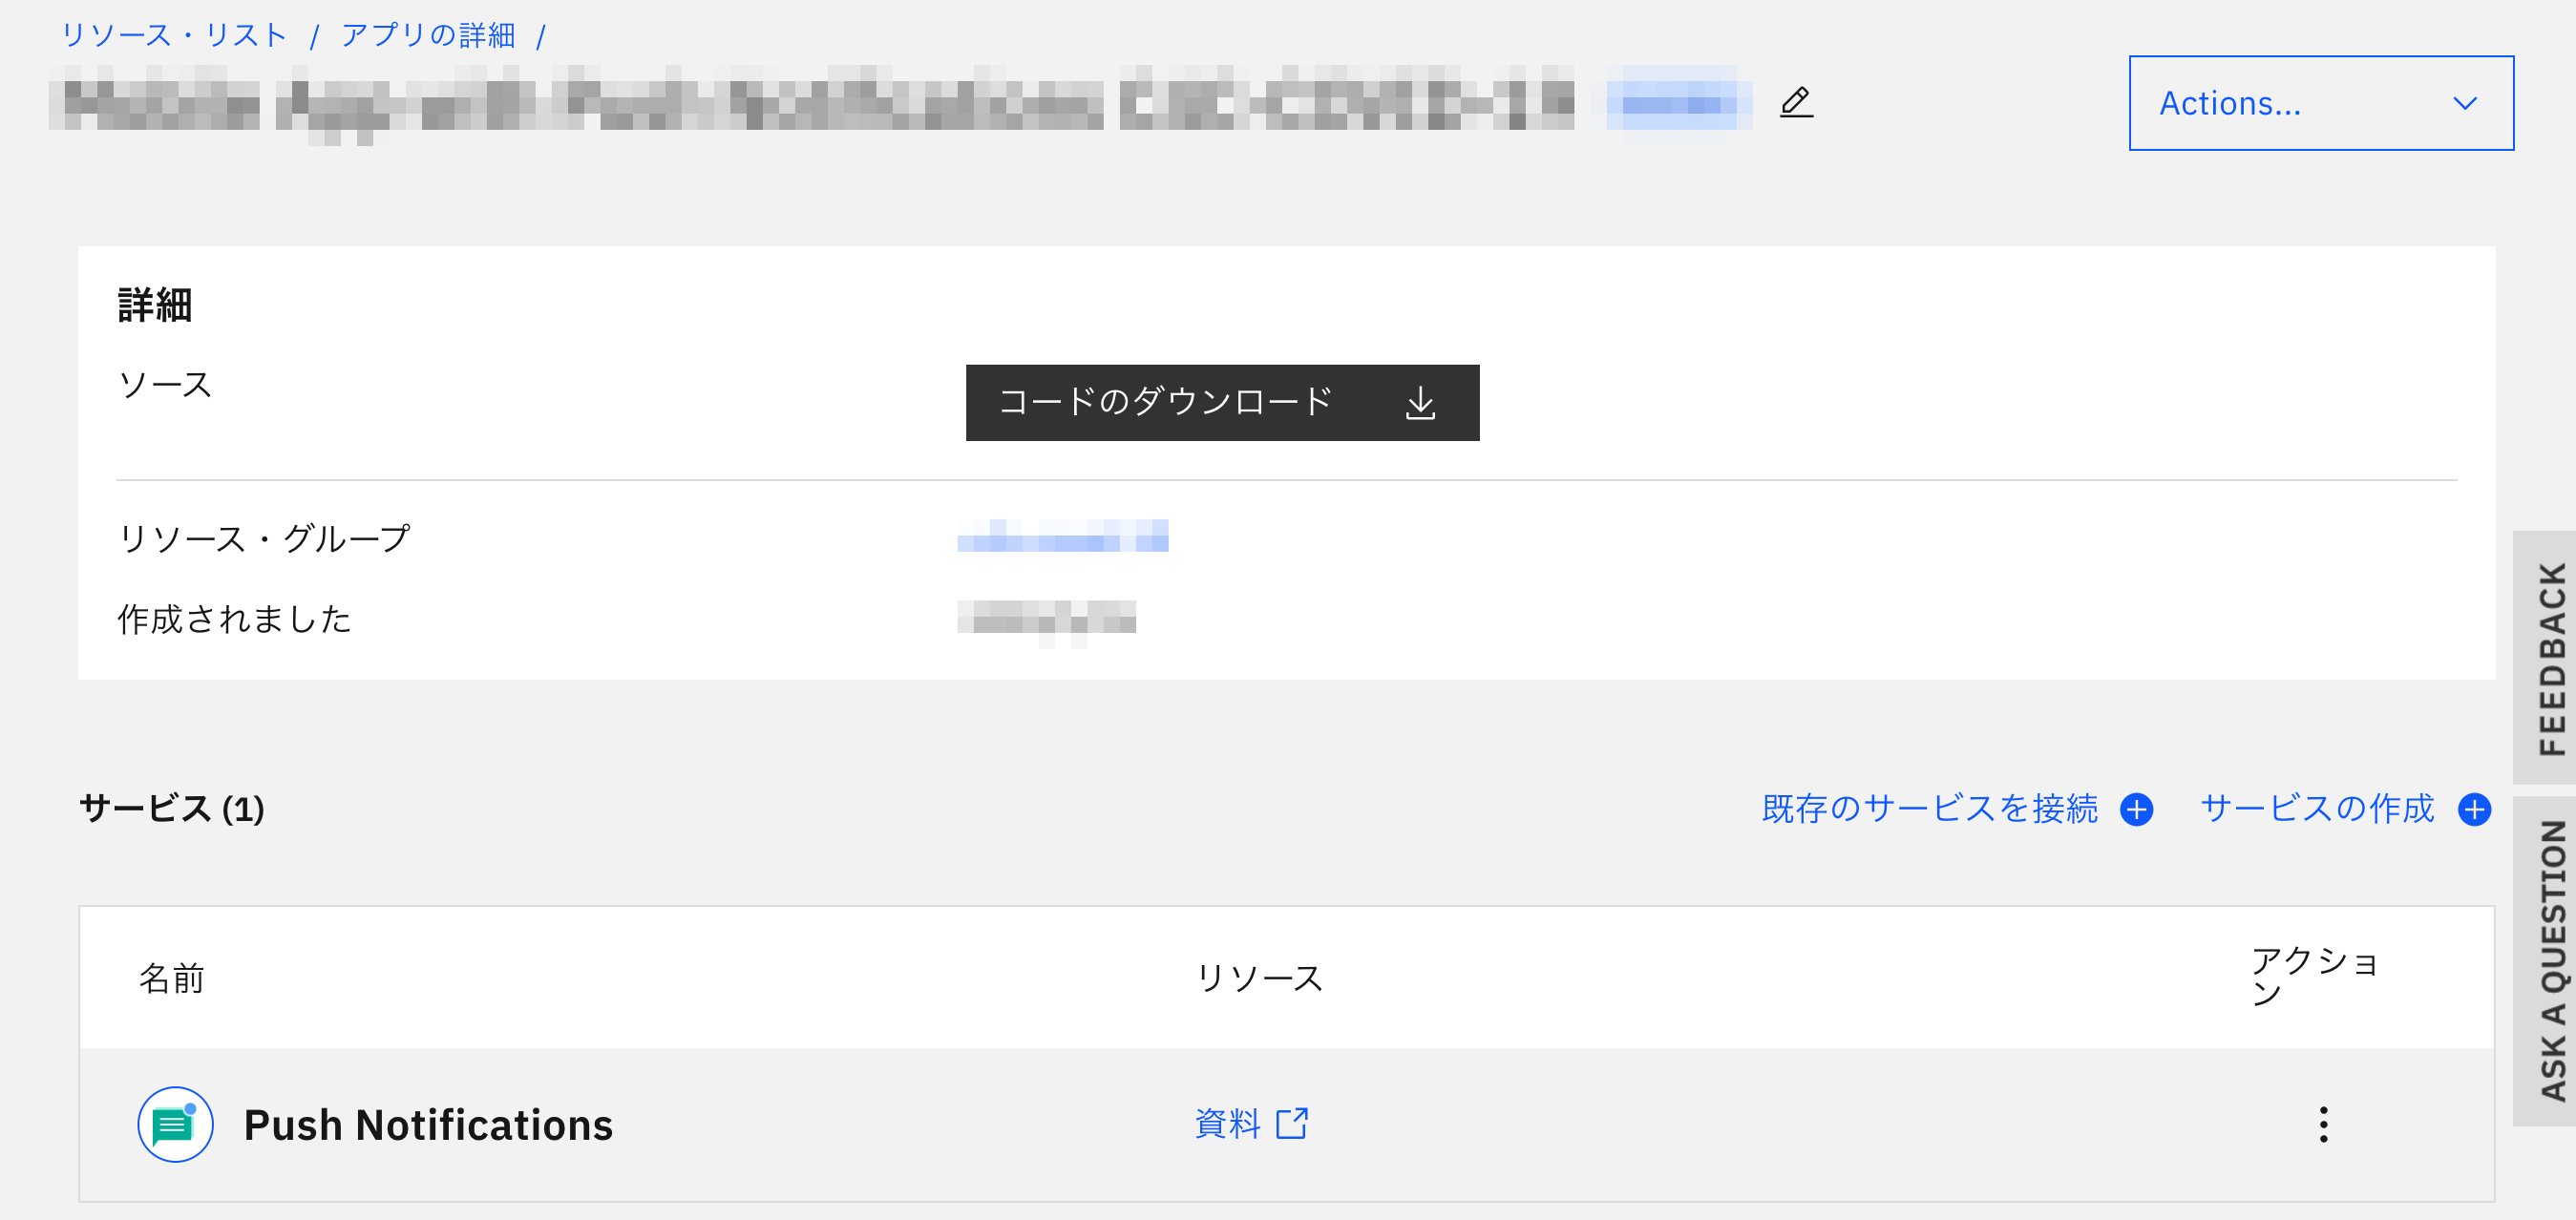 リソース・リスト / アプリの詳細 /
Actions...
詳細
ソース
コードのダウンロード
リソース・グループ
作成されました
サービス (1)
既存のサービスを接続
サービスの作成
名前
リソース
アクショ
ン
Push Notifications
資料
FEEDBACK
ASK A QUESTION